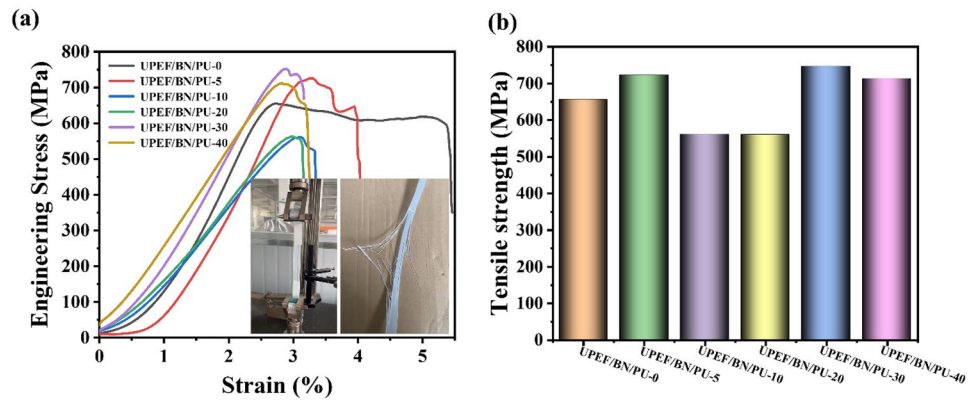 (a)
800
700
600
500
400
300
200
100
0
Engineering Stress (MPa)
UPEF/BN/PU-0
UPEF/BN/PU-5
UPEF/BN/PU-10
UPEF/BN/PU-20
UPEF/BN/PU-30
UPEF/BN/PU-40
0 1 2 3 4 5
Strain (%)
(b)
800
700
600
500
400
300
200
100
0
Tensile strength (MPa)
UPEF/BN/PU-0
UPEF/BN/PU-5
UPEF/BN/PU-10
UPEF/BN/PU-20
UPEF/BN/PU-30
UPEF/BN/PU-40